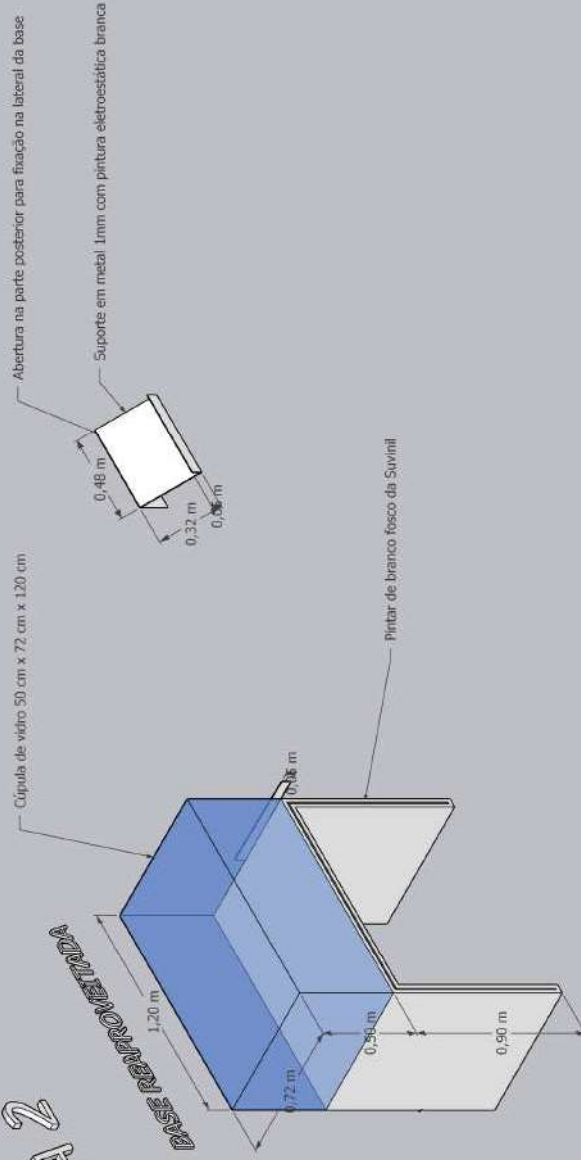 A 2
BASE REAPROVEITADA
Cúpula de vidro 50 cm x 72 cm x 120 cm
Abertura na parte posterior para fixação na lateral da base
Suporte em metal 1mm com pintura eletroestática branca
Pintar de branco fosco da Suvinil
1,20 m
0,72 m
0,50 m
0,90 m
0,48 m
0,32 m